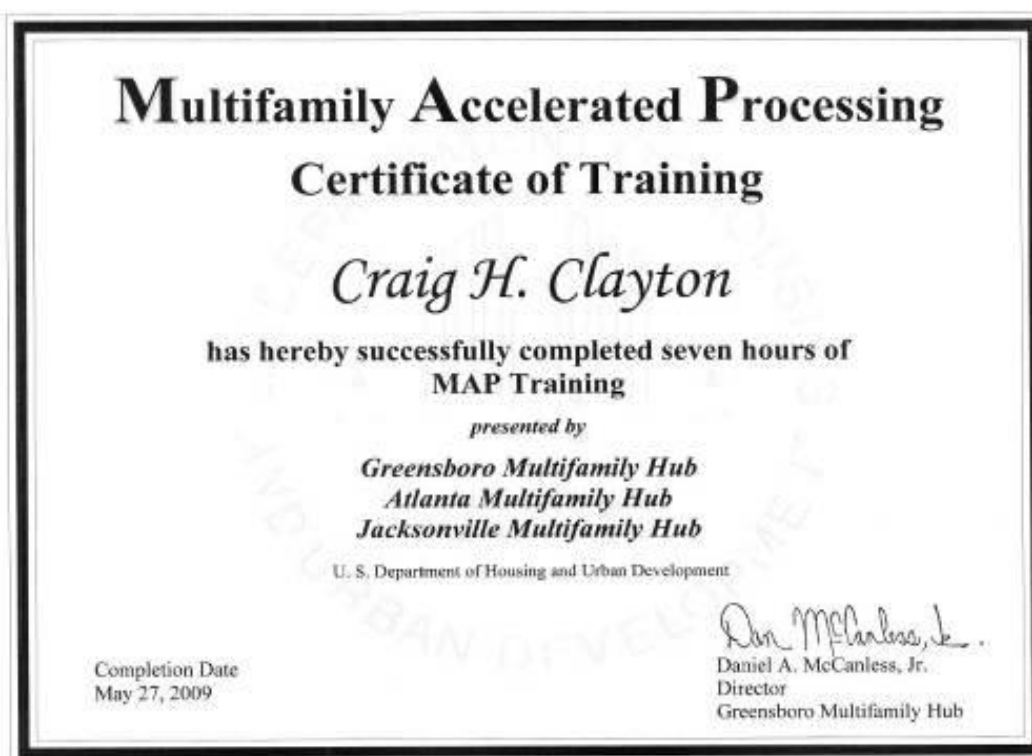 Multifamily Accelerated Processing
Certificate of Training
Craig H. Clayton
has hereby successfully completed seven hours of
MAP Training
presented by
Greensboro Multifamily Hub
Atlanta Multifamily Hub
Jacksonville Multifamily Hub
U. S. Department of Housing and Urban Development
Dan McCanless, Jr.
Completion Date
May 27, 2009
Daniel A. McCanless, Jr.
Director
Greensboro Multifamily Hub